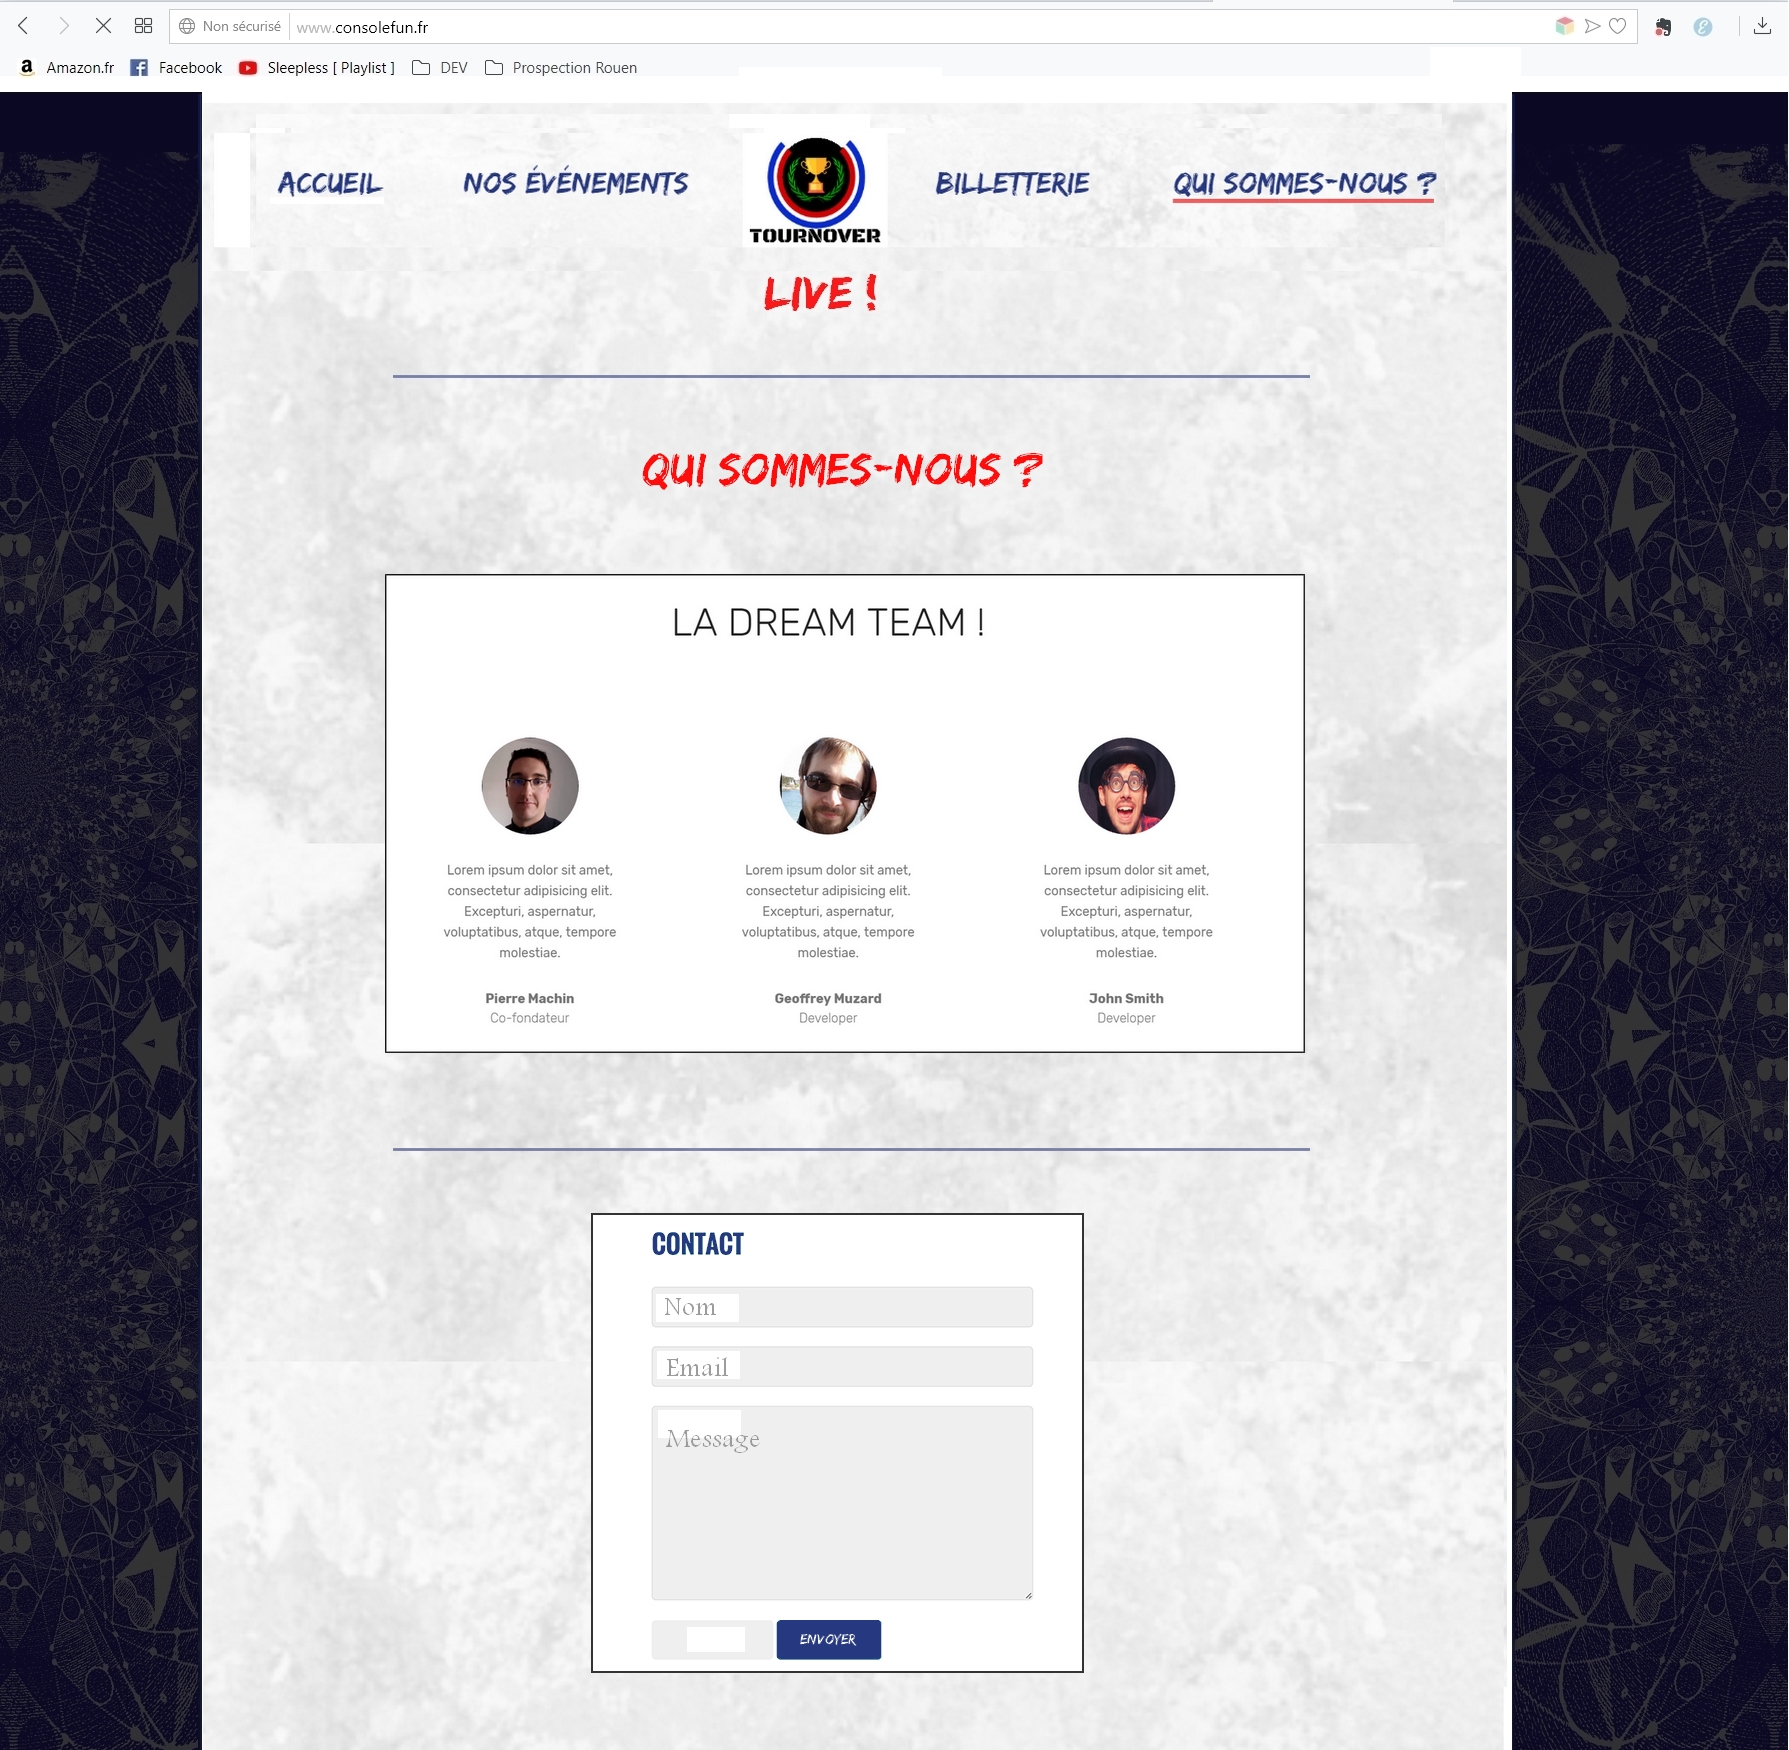 Non sécurisé www.consolefun.fr
Amazon.fr Facebook Sleepless [ Playlist ] DEV Prospection Rouen
ACCUEIL NOS ÉVÉNEMENTS BILLETTERIE QUI SOMMES-NOUS ?
TOURNOVER
LIVE !
QUI SOMMES-NOUS ?
LA DREAM TEAM !
Lorem ipsum dolor sit amet,
consectetur adipisicing elit.
Excepturi, aspernatur,
voluptatibus, atque, tempore
molestiae.
Pierre Machin
Co-fondateur
Lorem ipsum dolor sit amet,
consectetur adipisicing elit.
Excepturi, aspernatur,
voluptatibus, atque, tempore
molestiae.
Geoffrey Muzard
Developer
Lorem ipsum dolor sit amet,
consectetur adipisicing elit.
Excepturi, aspernatur,
voluptatibus, atque, tempore
molestiae.
John Smith
Developer
CONTACT
Nom
Email
Message
ENVOYER